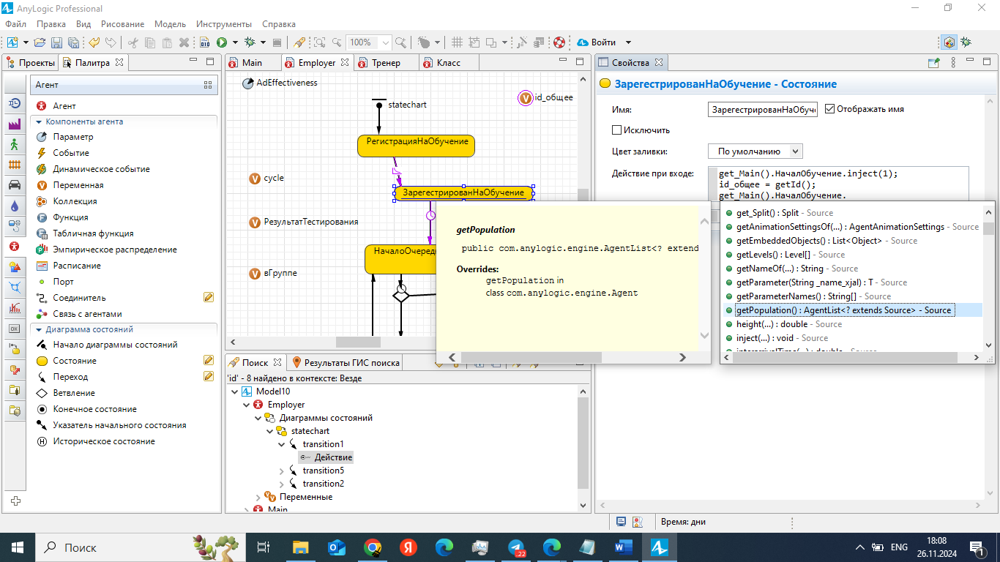 AnyLogic Professional
Файл Правка Вид Рисование Модель Инструменты Справка
100%
Войти
Проекты
Палитра
Агент
Агент
Компоненты агента
Параметр
Событие
Динамическое событие
Переменная
Коллекция
Функция
Табличная функция
Эмпирическое распределение
Расписание
Порт
Соединитель
Связь с агентами
Диаграмма состояний
Начало диаграммы состояний
Состояние
Переход
Ветвление
Конечное состояние
Указатель начального состояния
Историческое состояние
Main
Employer
Тренер
Класс
AdEffectiveness
statechart
id_общее
РегистрацияНаОбучение
cycle
ЗарегестрированНаОбучение
РезультатТестирования
НачалоОчеред
вГруппе
getPopulation
public com.anylogic.engine.AgentList<? extend
Overrides:
getPopulation in
class com.anylogic.engine.Agent
Поиск
Результаты ГИС поиска
'id' - 8 найдено в контексте: Везде
Model10
Employer
Диаграммы состояний
statechart
transition1
Действие
transition5
transition2
Переменные
Main
Свойства
ЗарегестрированНаОбучение - Состояние
Имя:
ЗарегестрированНаОбуч
Отображать имя
Исключить
Цвет заливки:
По умолчанию
Действие при входе:
get_Main().НачалОбучение.inject(1);
id_общее = getId();
get_Main().НачалОбучение.
get_Split() : Split - Source
getAnimationSettingsOf(...) : AgentAnimationSettings - Source
getEmbeddedObjects() : List<Object> - Source
getLevels() : Level[] - Source
getNameOf(...) : String - Source
getParameter(String _name_xjal) : T - Source
getParameterNames() : String[] - Source
getPopulation() : AgentList<? extends Source> - Source
height(...) : double - Source
inject(...) : void - Source
interarrivalTime(...) : double - Source
Время: дни
Поиск
22
ENG
18:08
26.11.2024
1